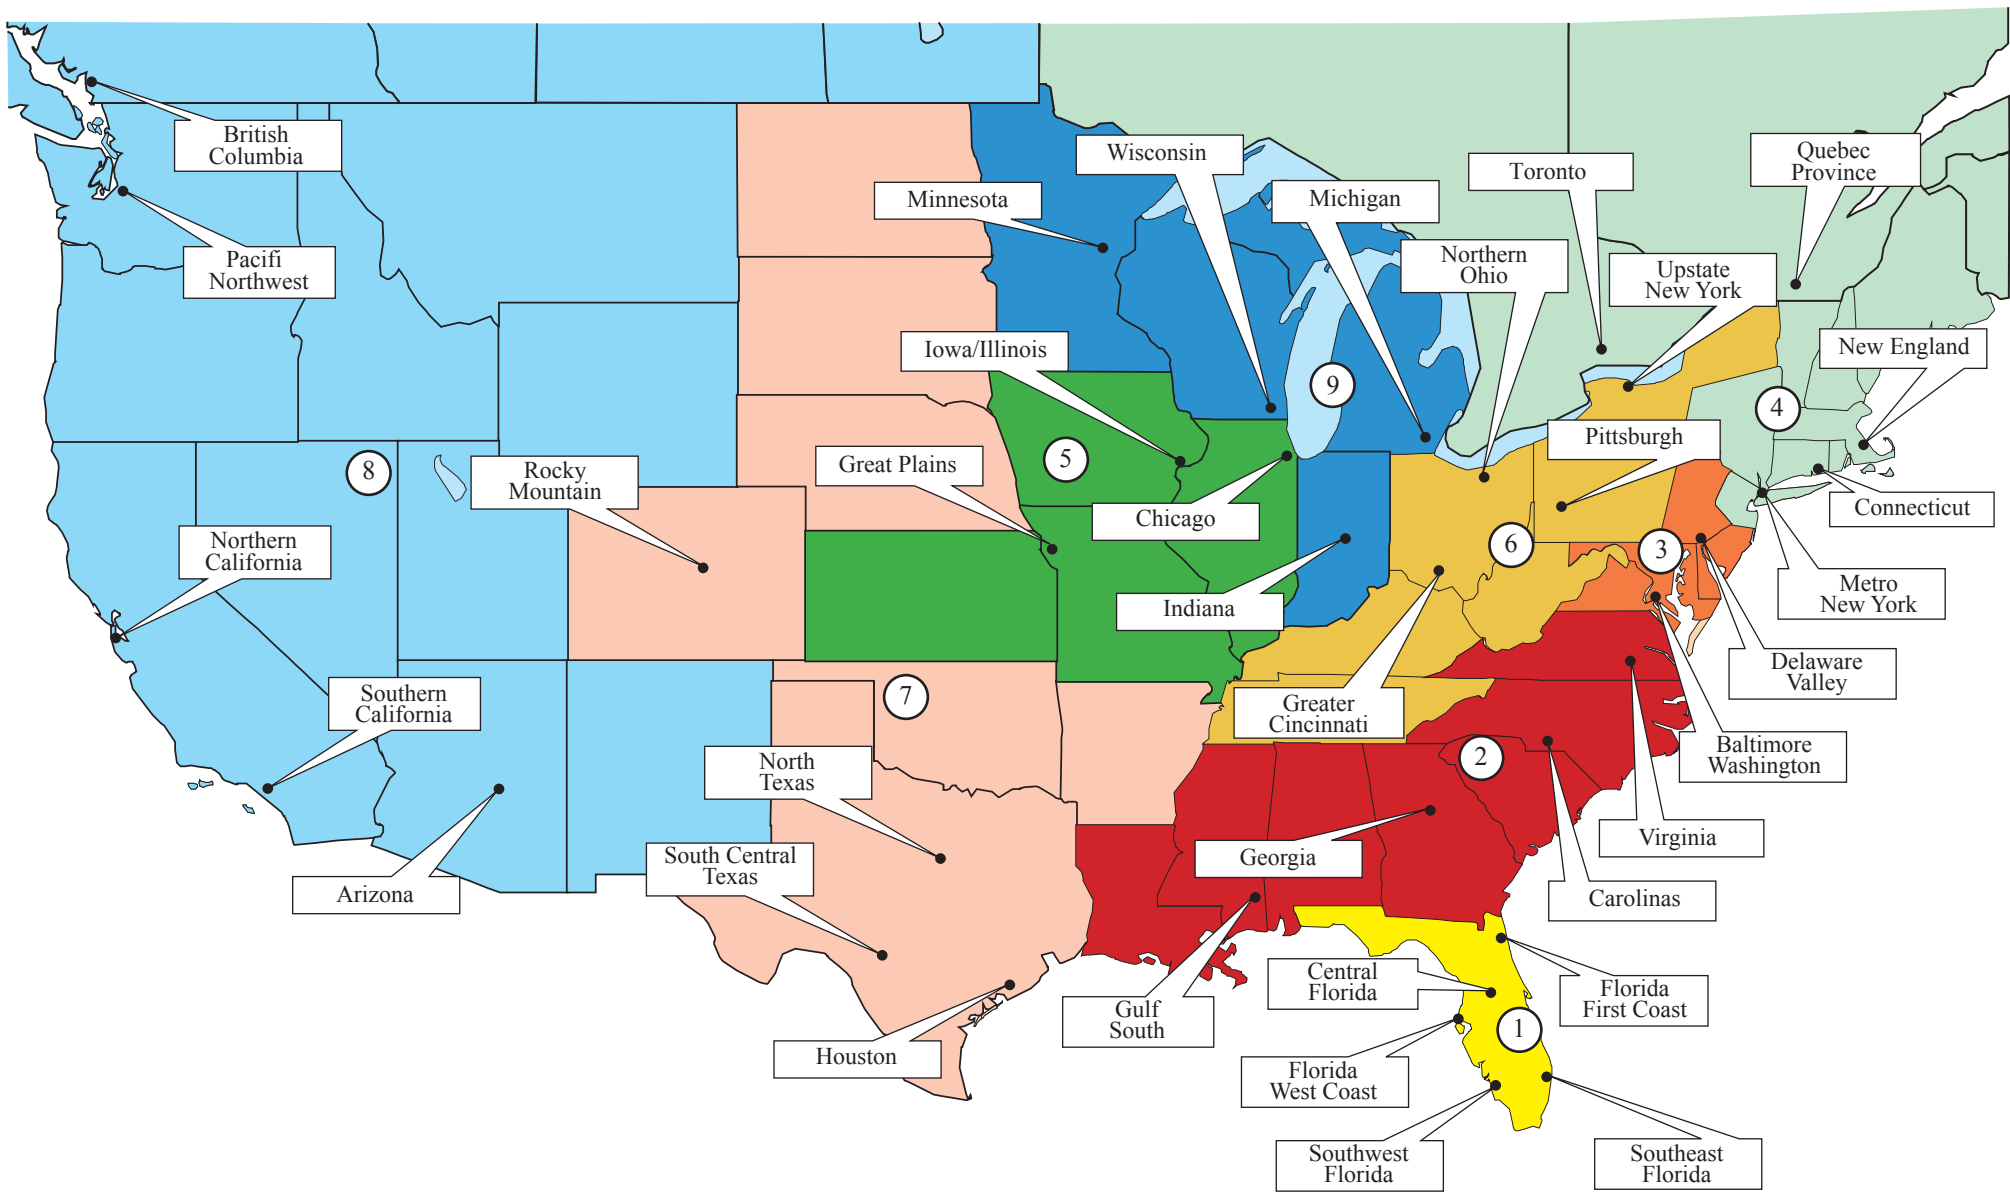 British
Columbia
Pacifi
Northwest
Wisconsin
Minnesota
Michigan
Toronto
Quebec
Province
Northern
Ohio
Upstate
New York
New England
Iowa/Illinois
9
4
Pittsburgh
5
8
Rocky
Mountain
Great Plains
Chicago
Connecticut
Northern
California
6
3
Indiana
Metro
New York
Delaware
Valley
Southern
California
7
Greater
Cincinnati
Baltimore
Washington
2
North
Texas
Virginia
South Central
Texas
Georgia
Arizona
Carolinas
Central
Florida
Florida
First Coast
Gulf
South
1
Houston
Florida
West Coast
Southwest
Florida
Southeast
Florida